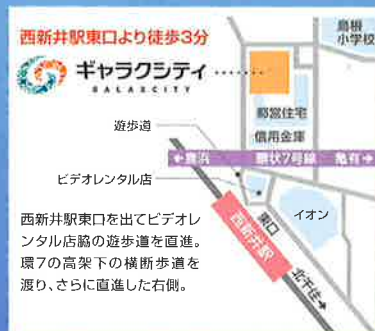 西新井駅東口より徒歩3分
ギャラクシティ
GALAXCITY
島根
小学校
都営住宅
信用金庫
遊歩道
←豊浜 環状7号線 亀有→
ビデオレンタル店
イオン
東口
西新井駅
北千住→
西新井駅東口を出てビデオレ
ンタル店脇の遊歩道を直進。
環7の高架下の横断歩道を
渡り、さらに直進した右側。